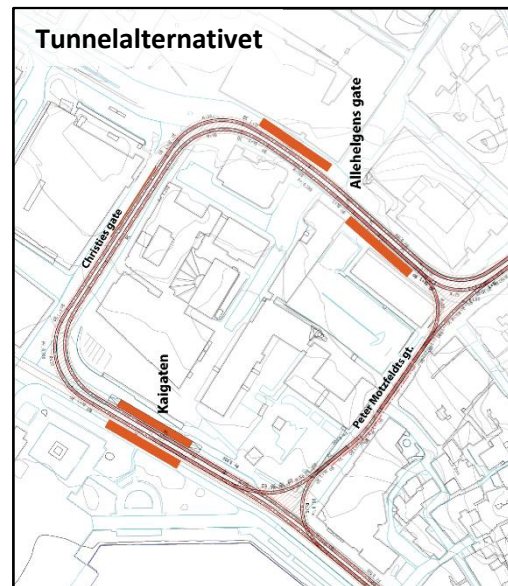 Tunnelalternativet
Allehelgens gate
Christies gate
Kaigaten
Peter Motzfeldts gt.